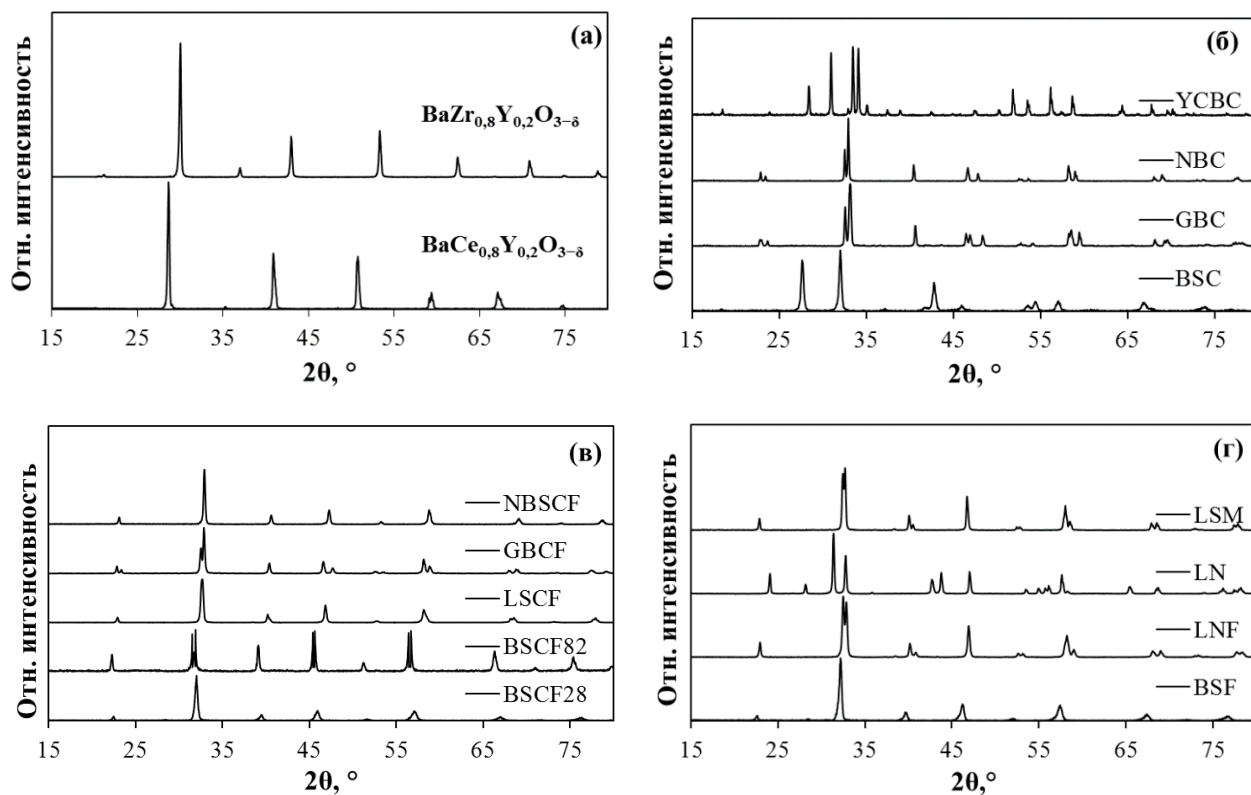 Отн. интенсивность
(а)
BaZr0,8Y0,2O3−δ
BaCe0,8Y0,2O3−δ
15 25 35 45 55 65 75
2θ, °
Отн. интенсивность
(б)
YCBC
NBC
GBC
BSC
15 25 35 45 55 65 75
2θ, °
Отн. интенсивность
(в)
NBSCF
GBCF
LSCF
BSCF82
BSCF28
15 25 35 45 55 65 75
2θ, °
Отн. интенсивность
(г)
LSM
LN
LNF
BSF
15 25 35 45 55 65 75
2θ, °